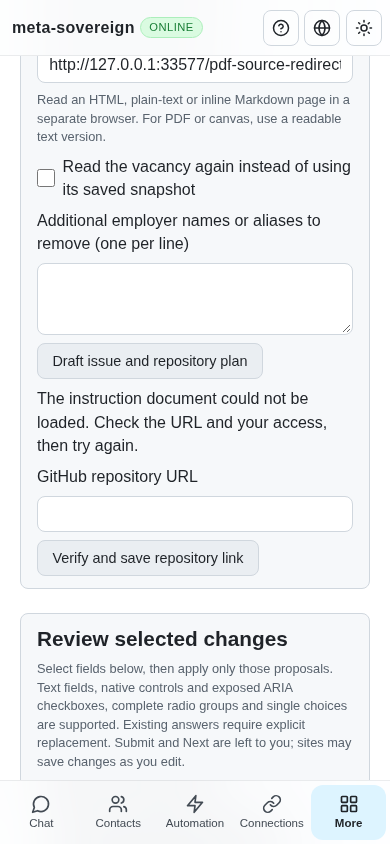 meta-sovereign ONLINE
http://127.0.0.1:33577/pdf-source-redirect
Read an HTML, plain-text or inline Markdown page in a
separate browser. For PDF or canvas, use a readable
text version.
Read the vacancy again instead of using
its saved snapshot
Additional employer names or aliases to
remove (one per line)
Draft issue and repository plan
The instruction document could not be
loaded. Check the URL and your access,
then try again.
GitHub repository URL
Verify and save repository link
Review selected changes
Select fields below, then apply only those proposals.
Text fields, native controls and exposed ARIA
checkboxes, complete radio groups and single choices
are supported. Existing answers require explicit
replacement. Submit and Next are left to you; sites may
save changes as you edit.
Chat Contacts Automation Connections More